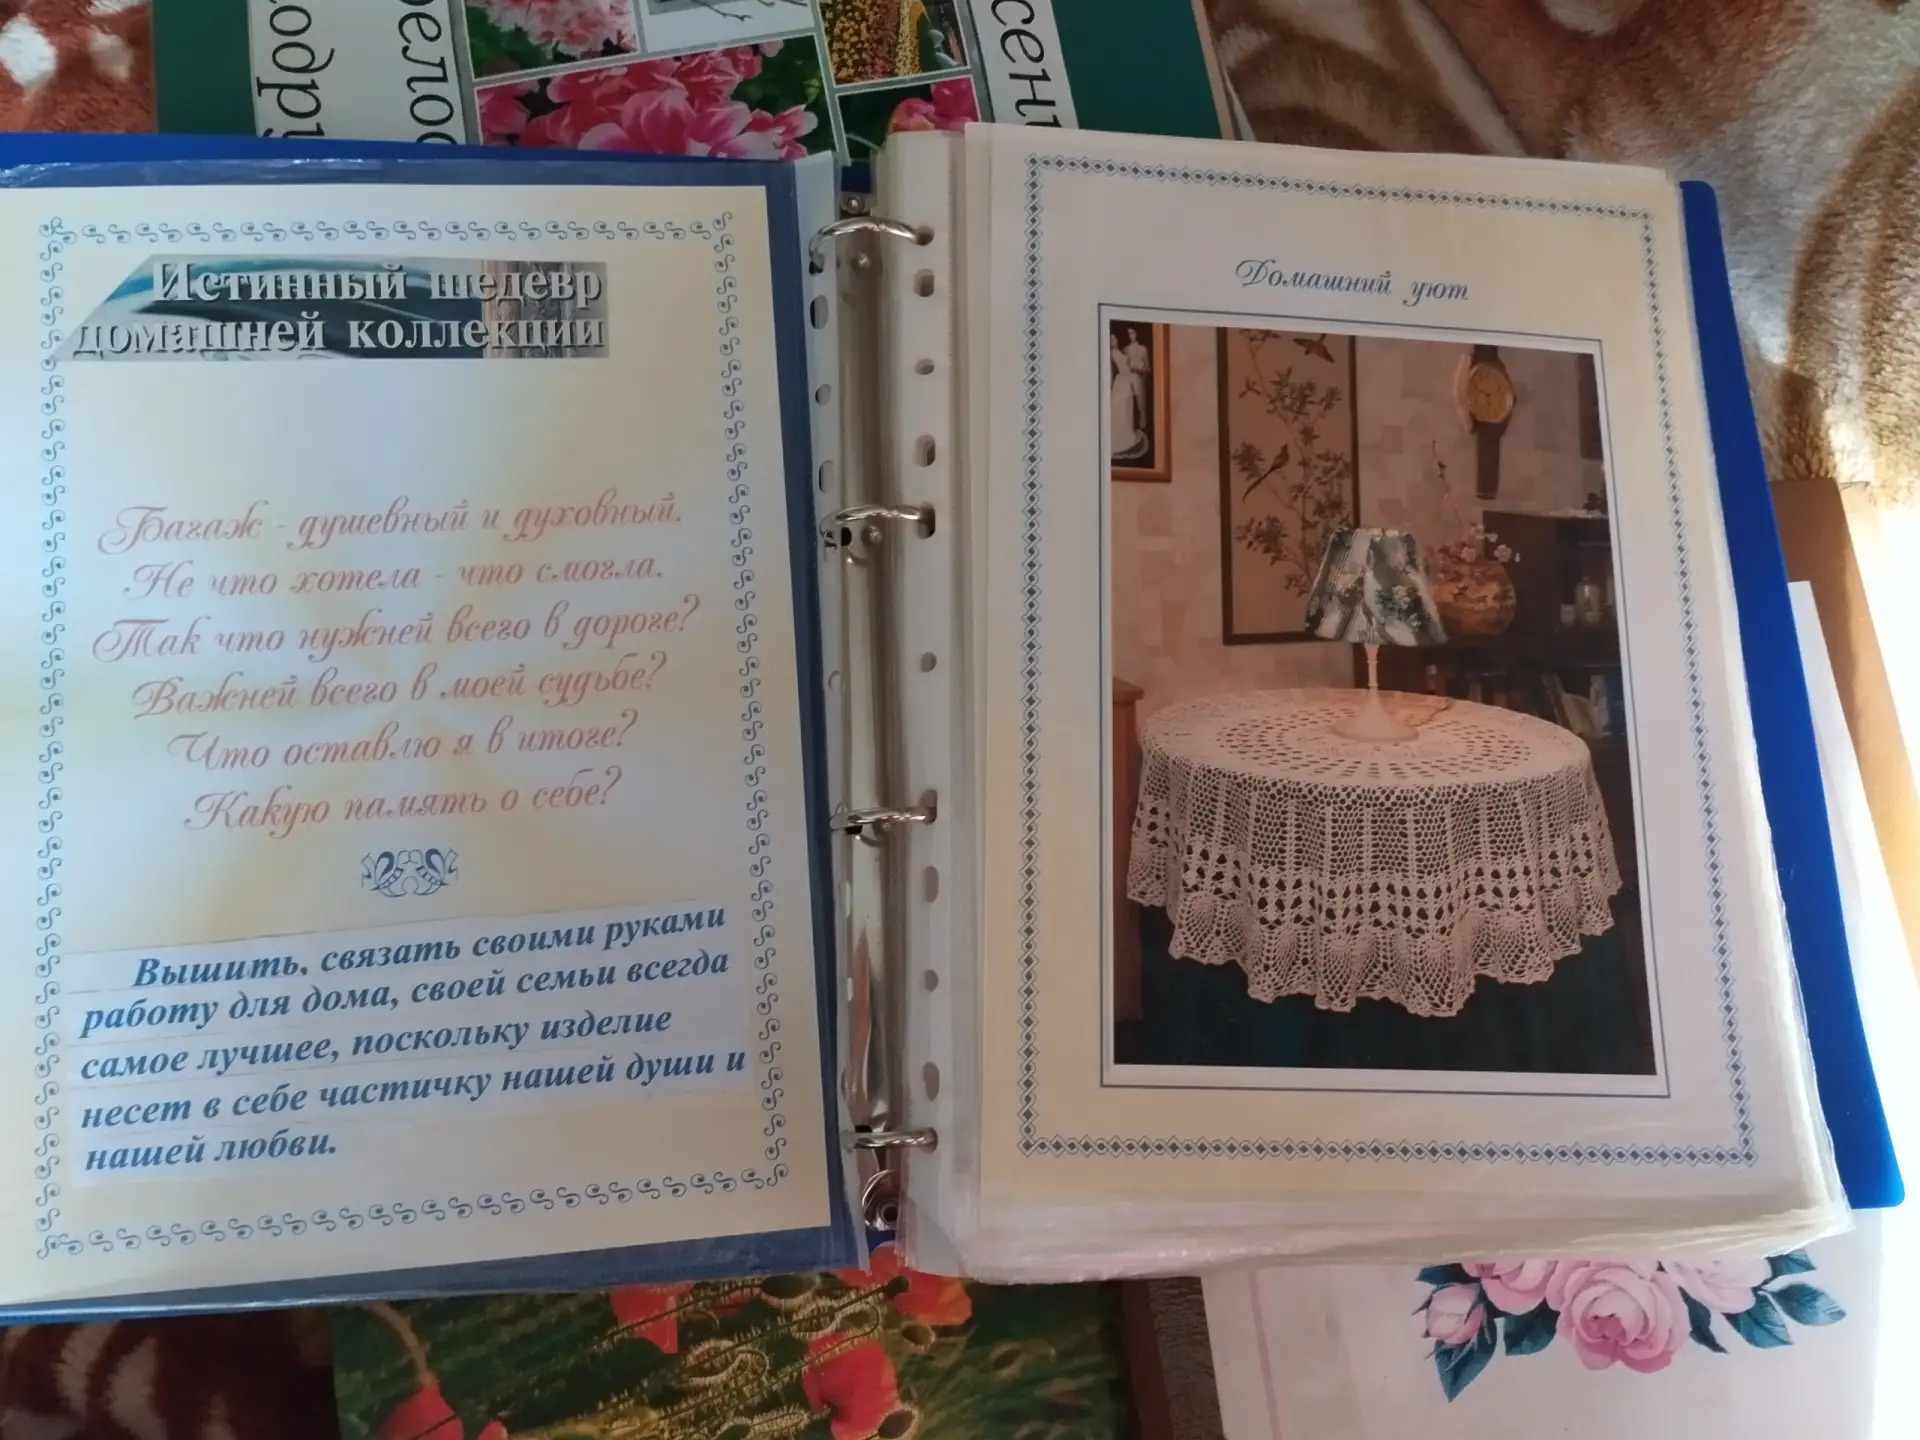 Истинный шедевр
домашней коллекции
Багаж - душевный и духовный.
Не что хотела - что смогла.
Так что нужней всего в дороге?
Важней всего в моей судьбе?
Что оставлю я в итоге?
Какую память о себе?
Вышить, связать своими руками
работу для дома, своей семьи всегда
самое лучшее, поскольку изделие
несет в себе частичку нашей души и
нашей любви.
Домашний уют